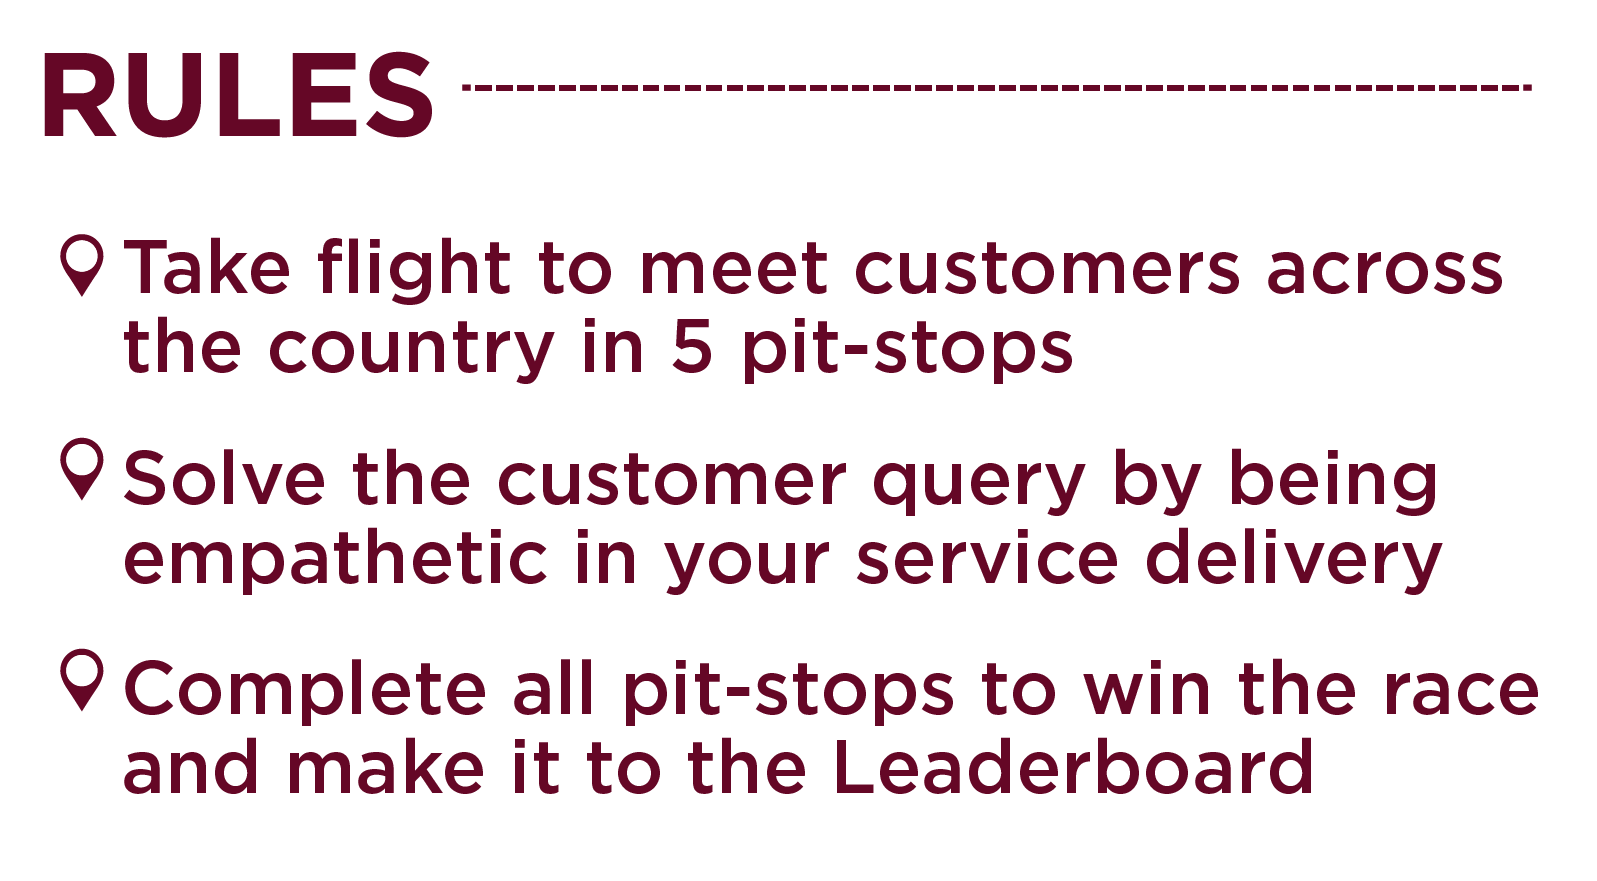 RULES
Take flight to meet customers across
the country in 5 pit-stops
Solve the customer query by being
empathetic in your service delivery
Complete all pit-stops to win the race
and make it to the Leaderboard